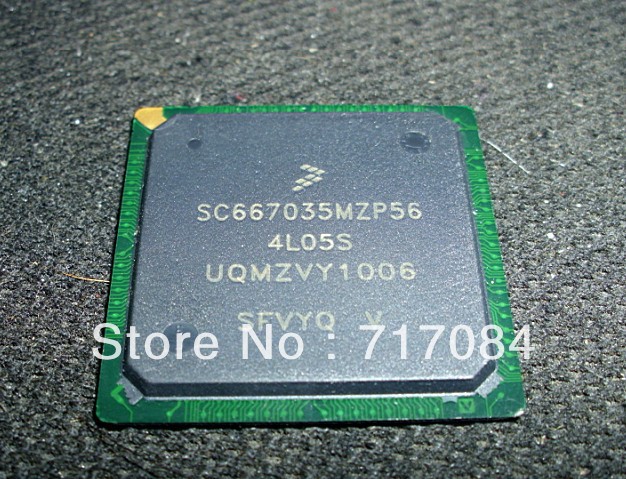 SC667035MZP56
4L05S
UQMZVY1006
SFVYQ V
Store No : 717084